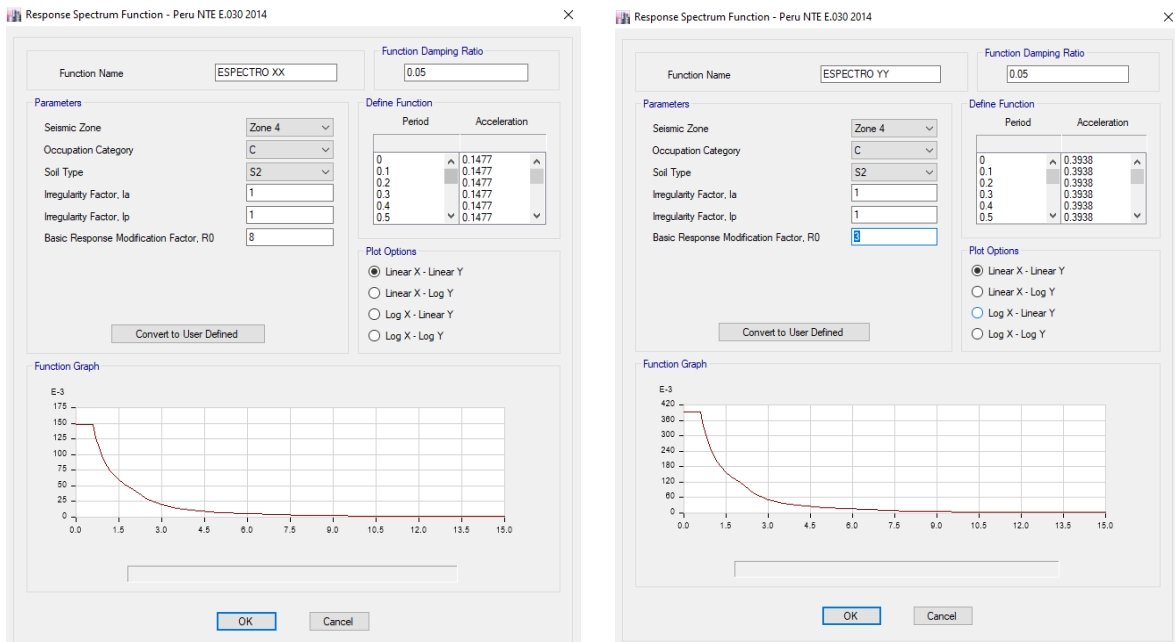 Response Spectrum Function - Peru NTE E.030 2014
Function Name
ESPECTRO XX
Function Damping Ratio
0.05
Parameters
Seismic Zone
Zone 4
Occupation Category
C
Soil Type
S2
Irregularity Factor, Ia
1
Irregularity Factor, Ip
1
Basic Response Modification Factor, R0
8
Convert to User Defined
Define Function
Period Acceleration
0 0.1477
0.1 0.1477
0.2 0.1477
0.3 0.1477
0.4 0.1477
0.5 0.1477
Plot Options
Linear X - Linear Y
Linear X - Log Y
Log X - Linear Y
Log X - Log Y
Function Graph
E-3
175
150
125
100
75
50
25
0
0.0 1.5 3.0 4.5 6.0 7.5 9.0 10.5 12.0 13.5 15.0
OK Cancel
Response Spectrum Function - Peru NTE E.030 2014
Function Name
ESPECTRO YY
Function Damping Ratio
0.05
Parameters
Seismic Zone
Zone 4
Occupation Category
C
Soil Type
S2
Irregularity Factor, Ia
1
Irregularity Factor, Ip
1
Basic Response Modification Factor, R0
3
Convert to User Defined
Define Function
Period Acceleration
0 0.3938
0.1 0.3938
0.2 0.3938
0.3 0.3938
0.4 0.3938
0.5 0.3938
Plot Options
Linear X - Linear Y
Linear X - Log Y
Log X - Linear Y
Log X - Log Y
Function Graph
E-3
420
360
300
240
180
120
60
0
0.0 1.5 3.0 4.5 6.0 7.5 9.0 10.5 12.0 13.5 15.0
OK Cancel